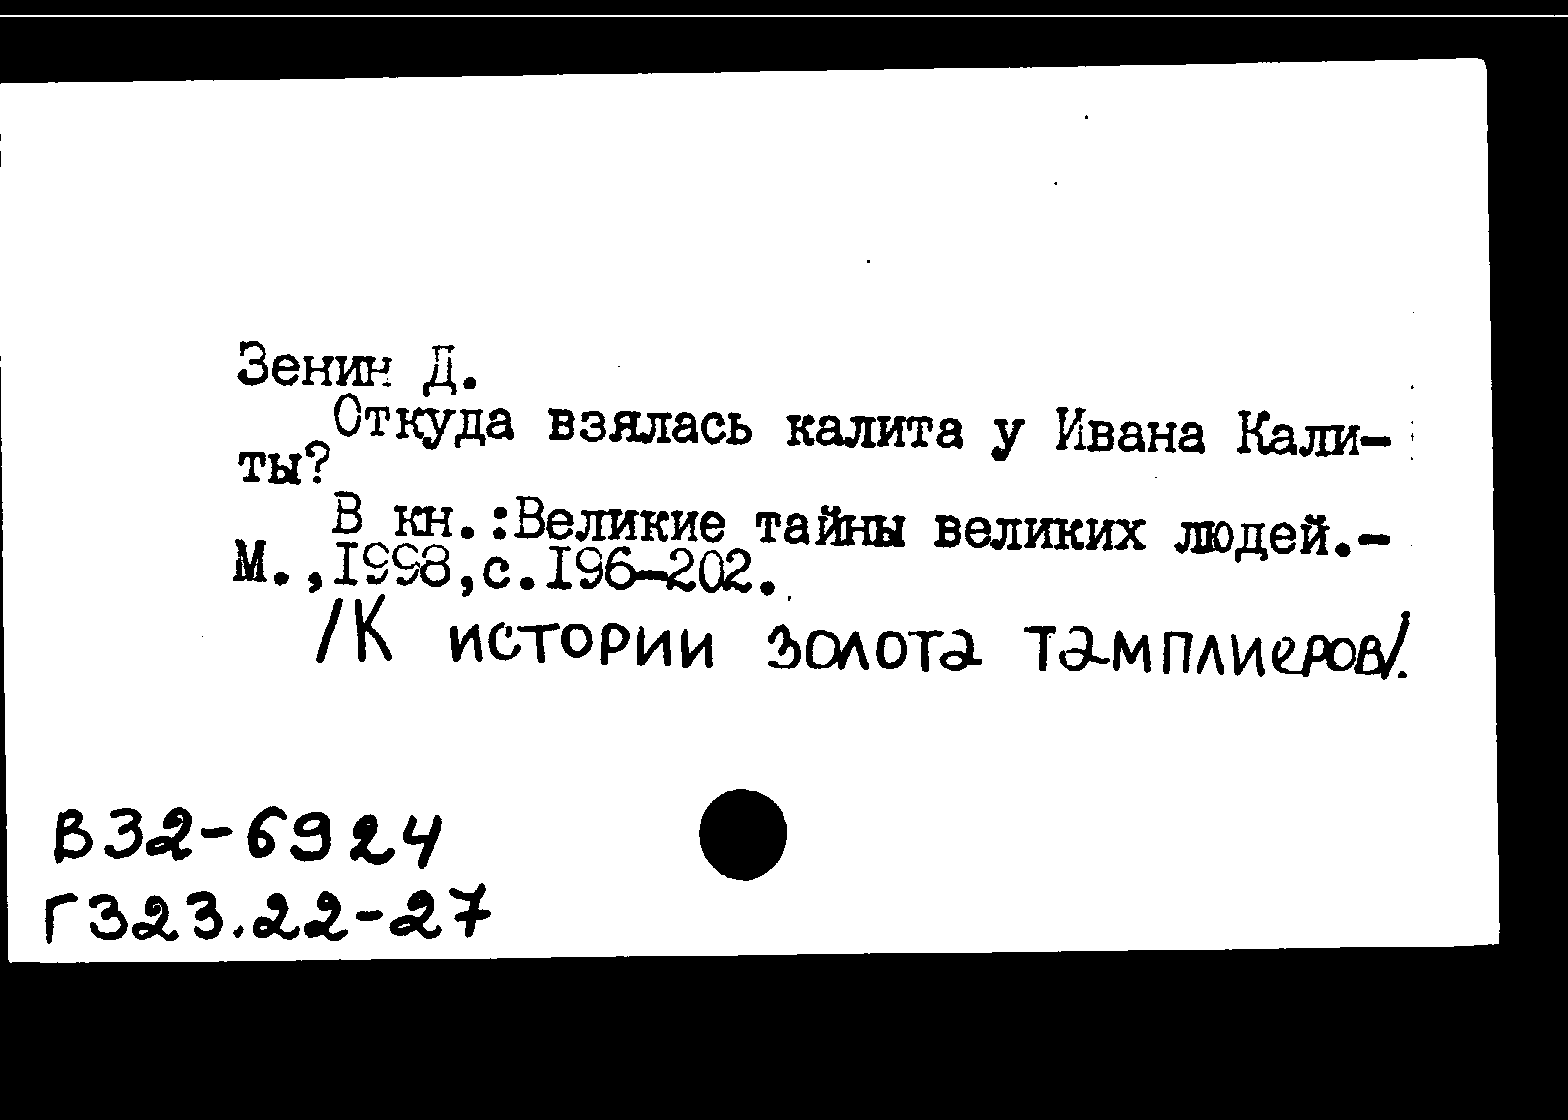 Зенин Д.
Откуда взялась калита у Ивана Кали-
ты?
В кн.:Великие тайны великих людей.-
М.,1998,с.196-202.
/К истории золота тамплиеров/.
В32-6924
Г323.22-27